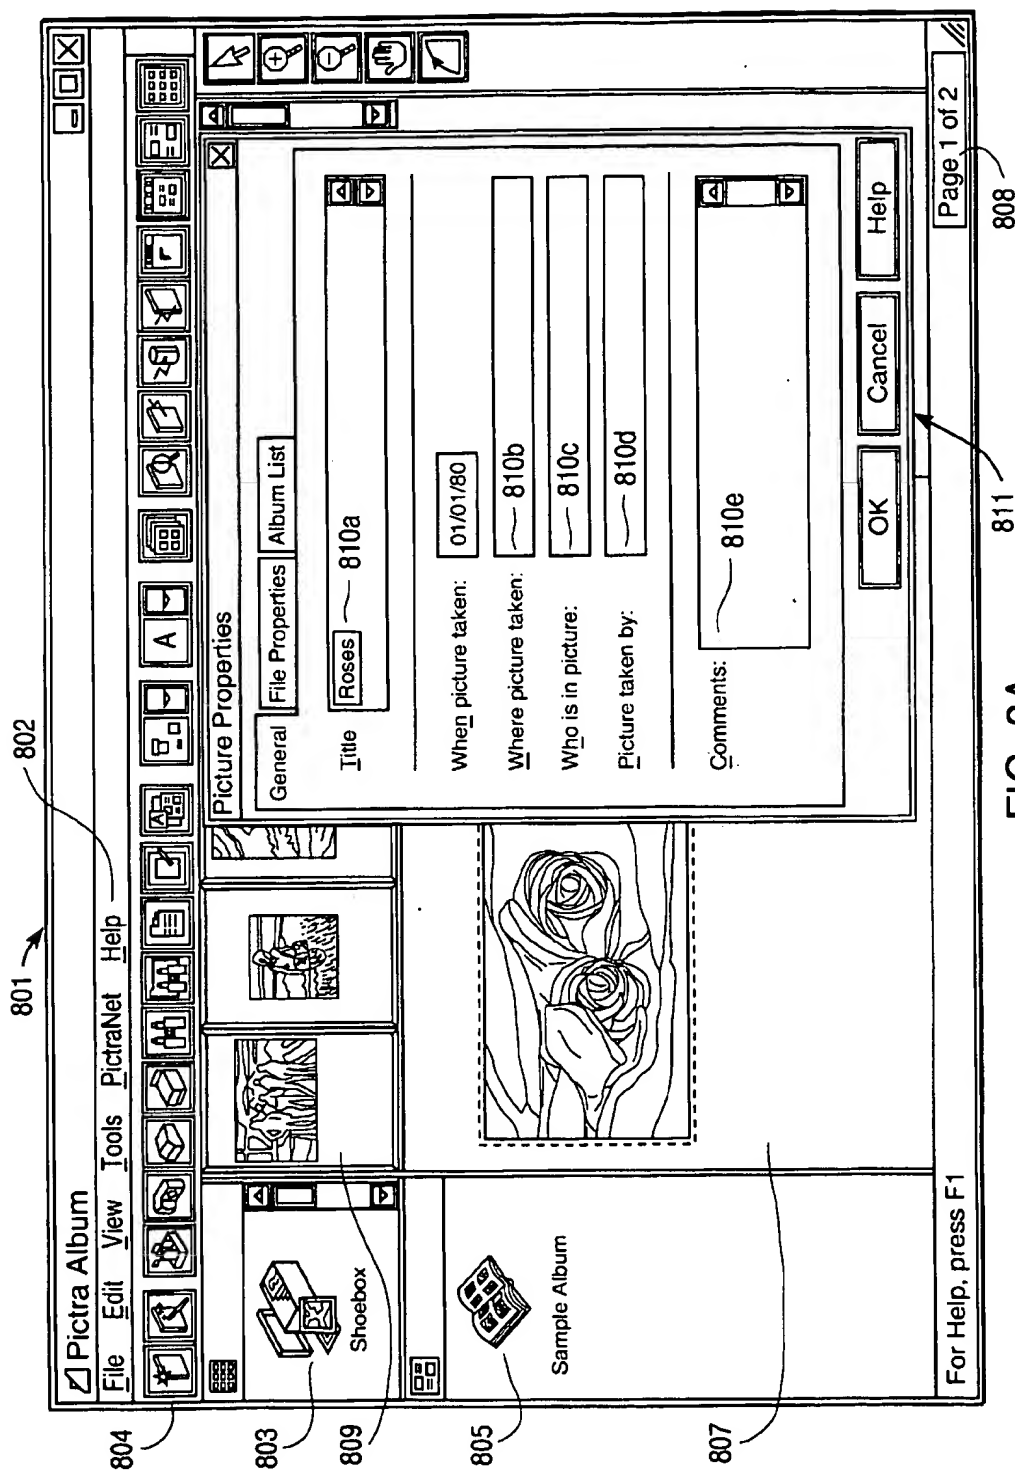 801
Pictra Album
802
File Edit View Tools PictraNet Help
804
A
A
803
Shoebox
809
805
Sample Album
807
Picture Properties
General File Properties Album List
Title
Roses
810a
When picture taken:
01/01/80
Where picture taken:
810b
Who is in picture:
810c
Picture taken by:
810d
Comments:
810e
OK Cancel Help
811
For Help, press F1
Page 1 of 2
808